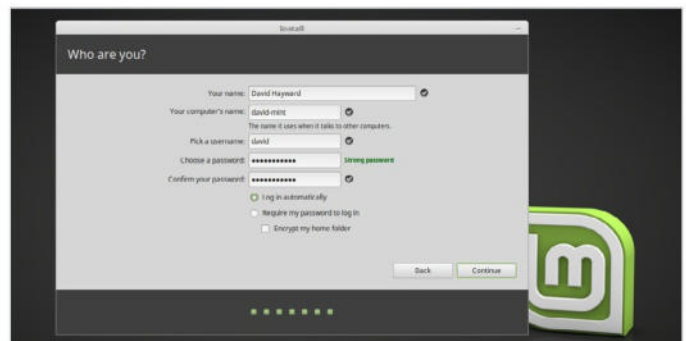 Install
Who are you?
Your name: David Hayward
Your computer's name: david-mint
The name it uses when it talks to other computers.
Pick a username: david
Choose a password: ●●●●●●●●●●● Strong password
Confirm your password: ●●●●●●●●●●●
Log in automatically
Require my password to log in
Encrypt my home folder
Back Continue